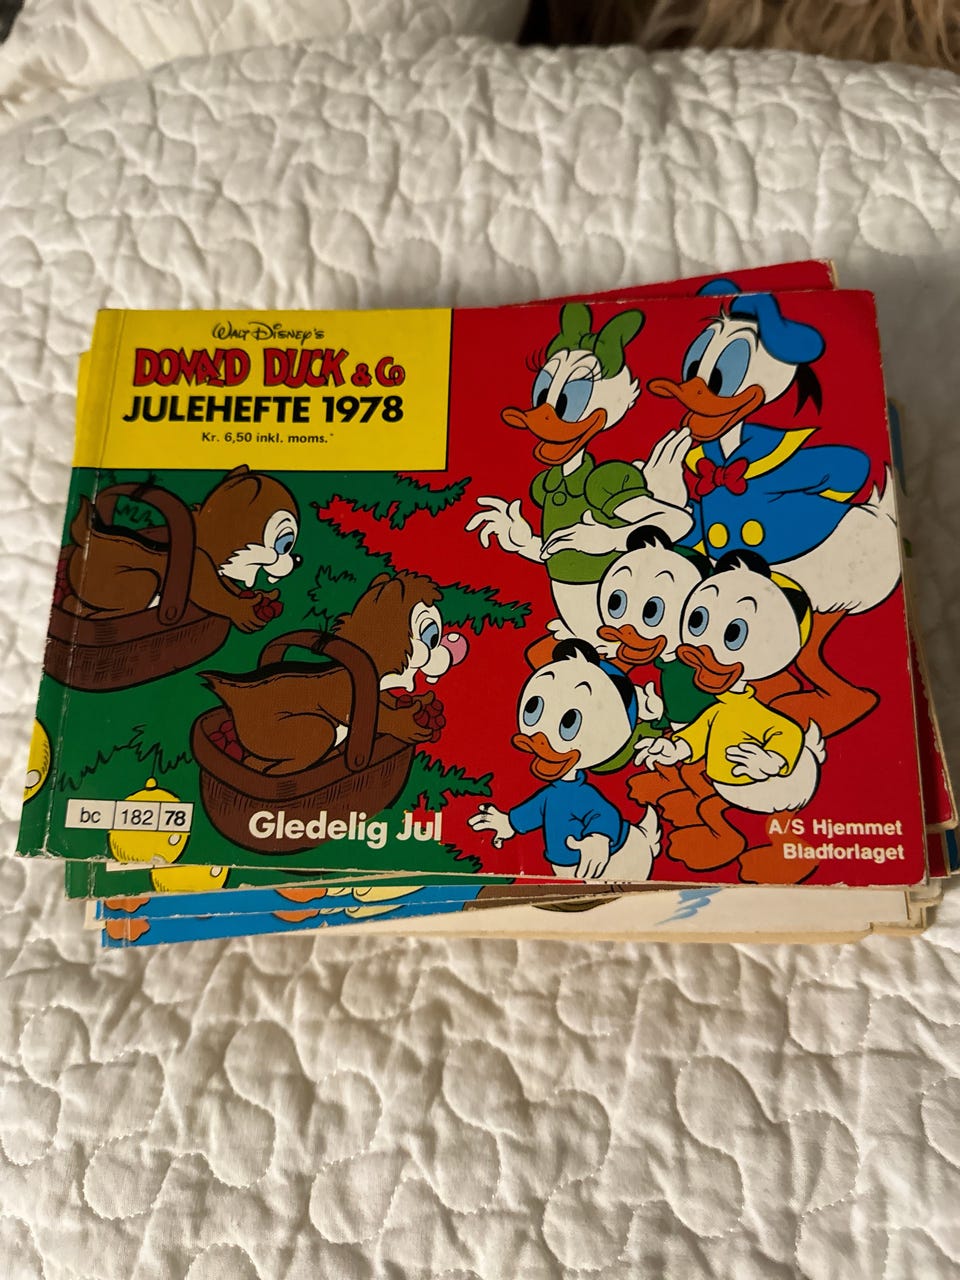 Walt Disney's
DONALD DUCK & Co
JULEHEFTE 1978
Kr. 6,50 inkl. moms.
bc 182 78
Gledelig Jul
A/S Hjemmet
Bladforlaget